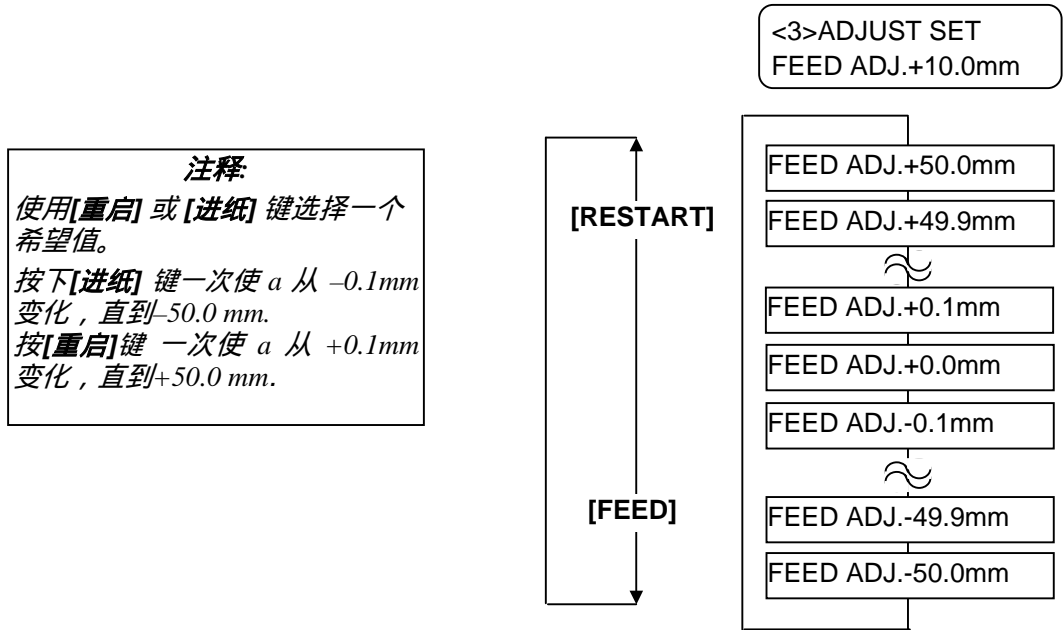 <3>ADJUST SET
FEED ADJ.+10.0mm
注释:
使用[重启] 或 [进纸] 键选择一个
希望值。
按下[进纸] 键一次使 a 从 –0.1mm
变化，直到–50.0 mm.
按[重启]键 一次使 a 从 +0.1mm
变化，直到+50.0 mm.
[RESTART]
[FEED]
FEED ADJ.+50.0mm
FEED ADJ.+49.9mm
FEED ADJ.+0.1mm
FEED ADJ.+0.0mm
FEED ADJ.-0.1mm
FEED ADJ.-49.9mm
FEED ADJ.-50.0mm